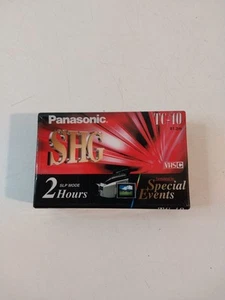 Panasonic
TC-40
SHG
VHS C
2 SLP MODE
Hours
Special
Events